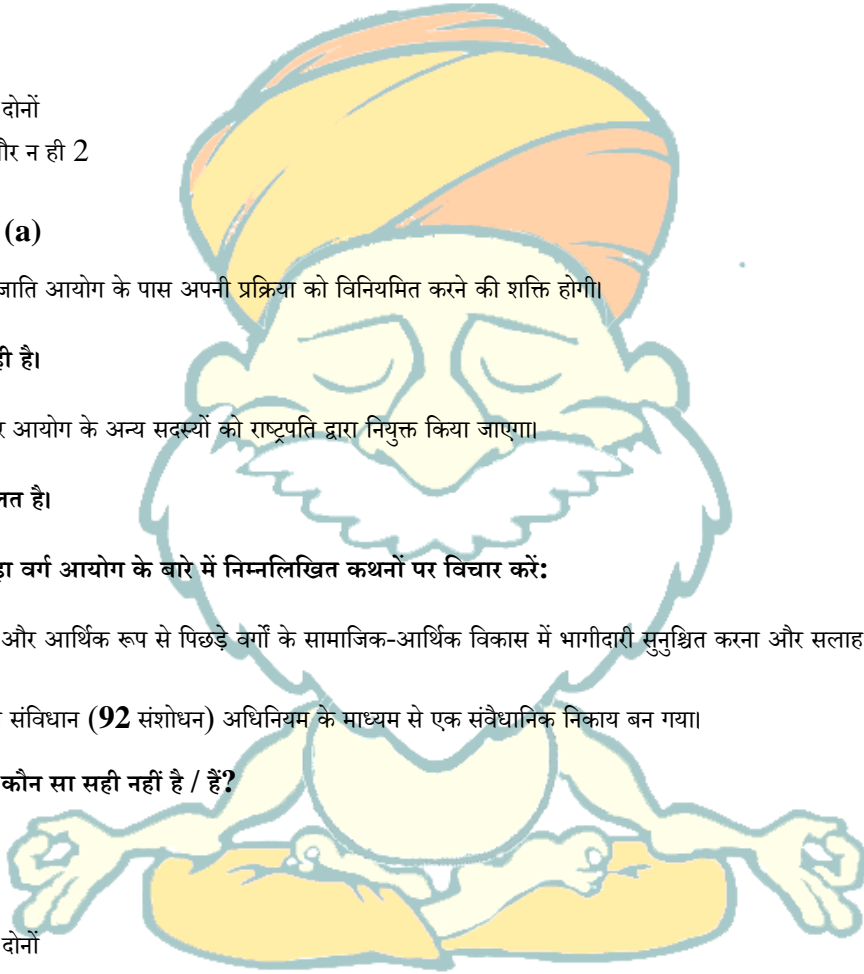 दोनों
और न ही 2
(a)
जाति आयोग के पास अपनी प्रक्रिया को विनियमित करने की शक्ति होगी।
है।
आयोग के अन्य सदस्यों को राष्ट्रपति द्वारा नियुक्त किया जाएगा।
है।
वर्ग आयोग के बारे में निम्नलिखित कथनों पर विचार करें:
और आर्थिक रूप से पिछड़े वर्गों के सामाजिक-आर्थिक विकास में भागीदारी सुनुश्चित करना और सलाह
संविधान (92 संशोधन) अधिनियम के माध्यम से एक संवैधानिक निकाय बन गया।
कौन सा सही नहीं है / हैं?
दोनों